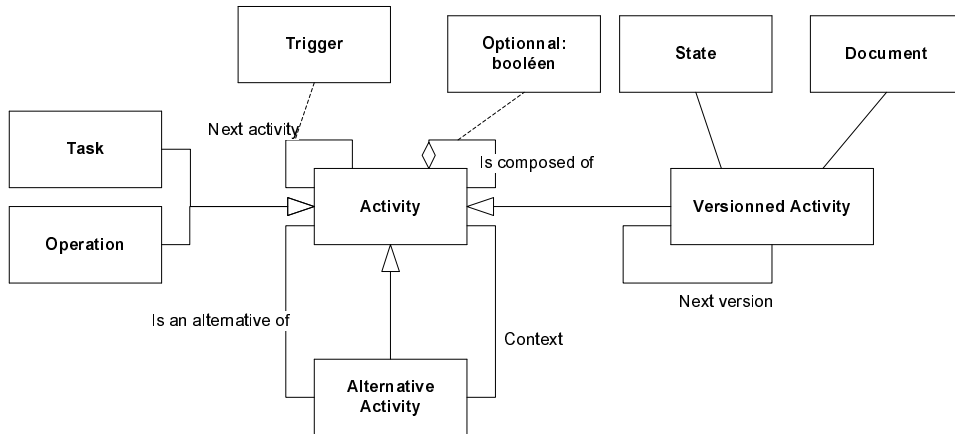 Trigger
Optionnal:
booléen
State
Document
Next activity
Task
Is composed of
Activity
Versionned Activity
Operation
Next version
Is an alternative of
Context
Alternative
Activity